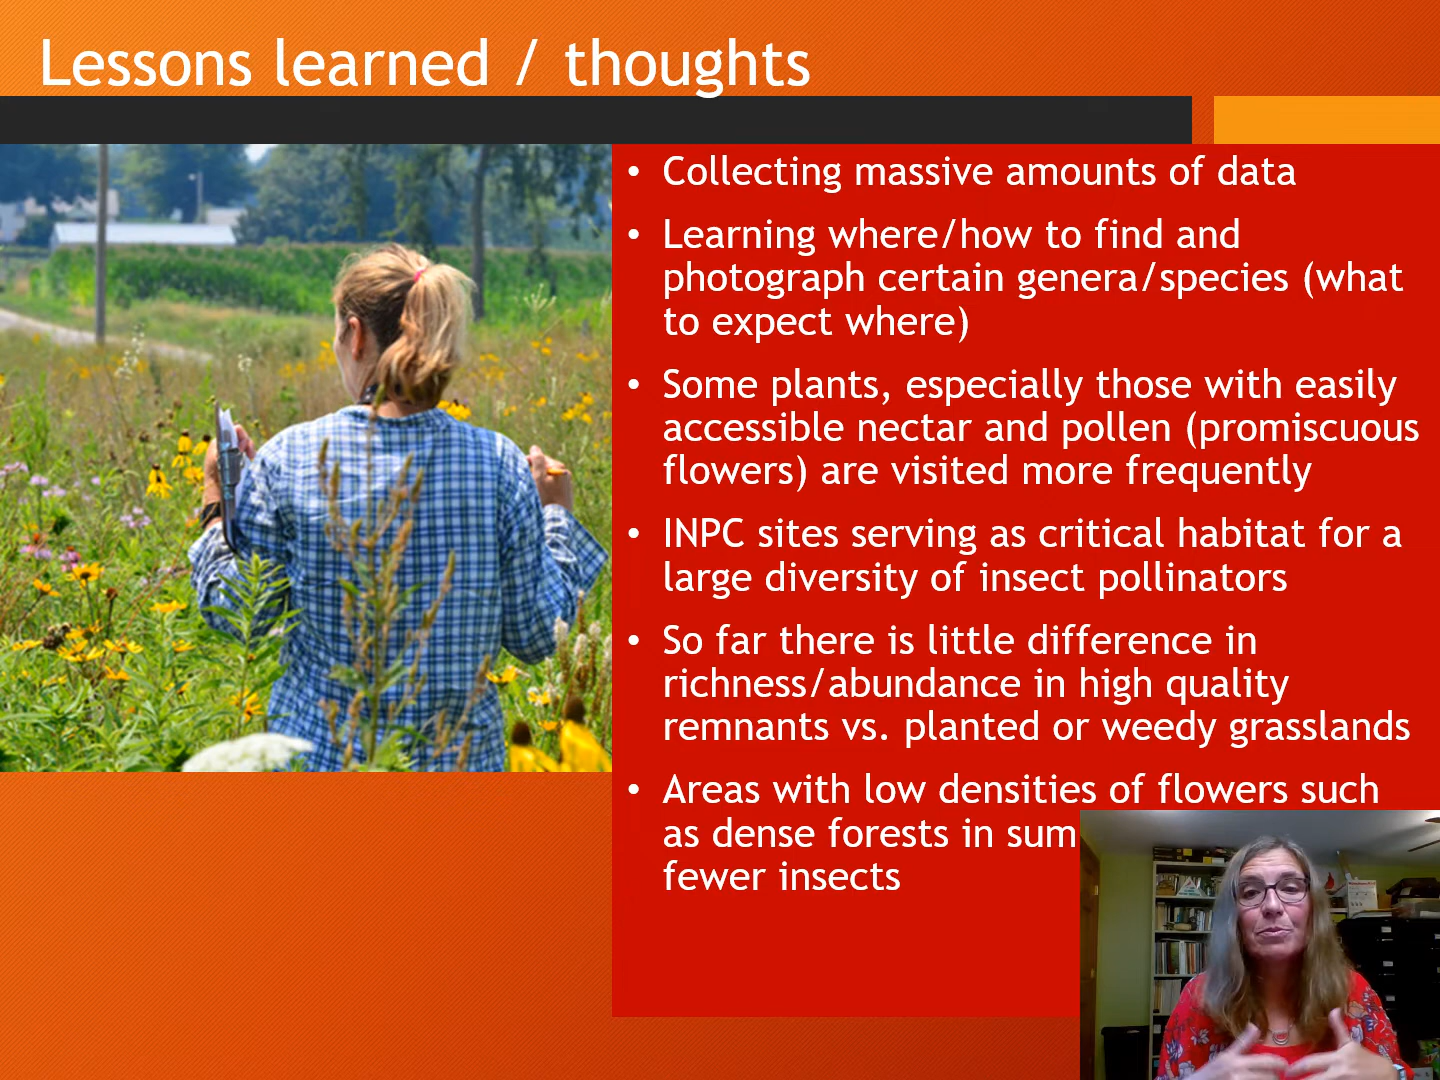 Lessons learned / thoughts
• Collecting massive amounts of data
• Learning where/how to find and
photograph certain genera/species (what
to expect where)
• Some plants, especially those with easily
accessible nectar and pollen (promiscuous
flowers) are visited more frequently
• INPC sites serving as critical habitat for a
large diversity of insect pollinators
• So far there is little difference in
richness/abundance in high quality
remnants vs. planted or weedy grasslands
• Areas with low densities of flowers such
as dense forests in sum
fewer insects